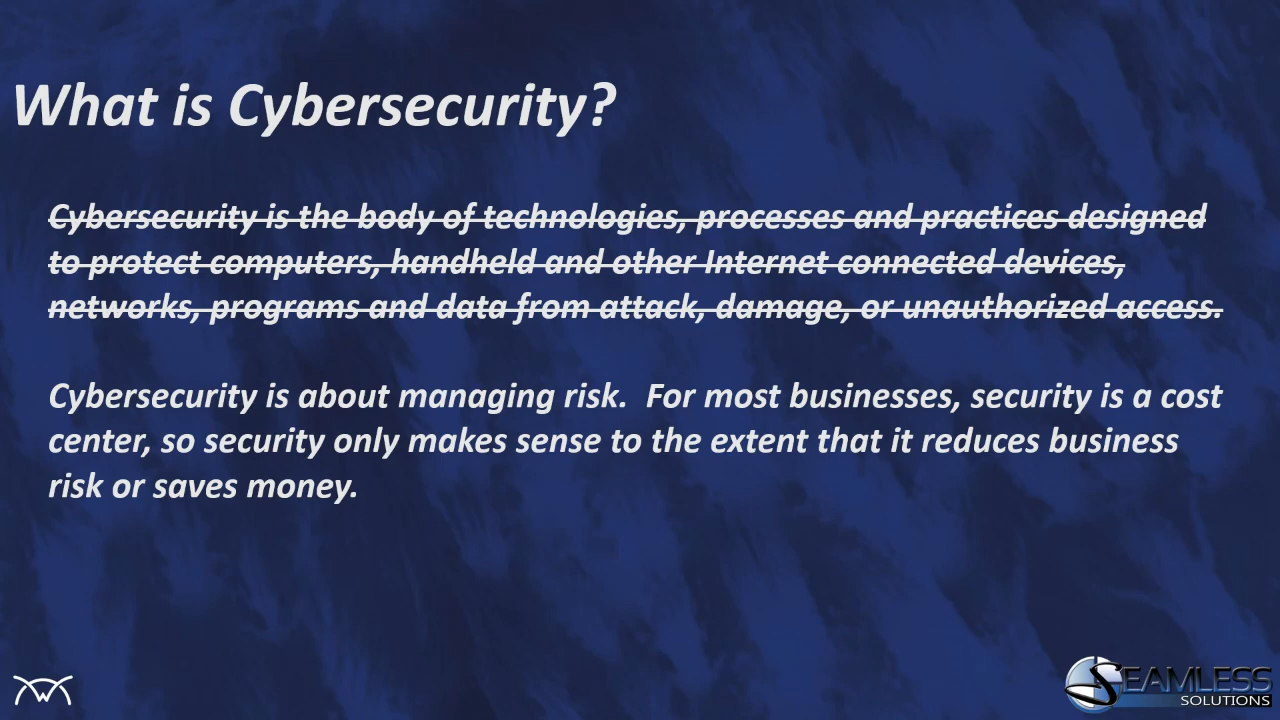 What is Cybersecurity?
Cybersecurity is the body of technologies, processes and practices designed
to protect computers, handheld and other Internet connected devices,
networks, programs and data from attack, damage, or unauthorized access.
Cybersecurity is about managing risk.  For most businesses, security is a cost
center, so security only makes sense to the extent that it reduces business
risk or saves money.
SEAMLESS
SOLUTIONS